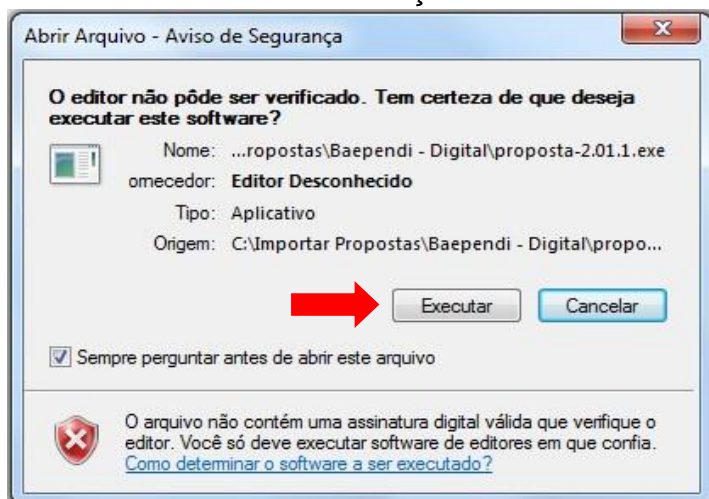 Abrir Arquivo - Aviso de Segurança
O editor não pôde ser verificado. Tem certeza de que deseja
executar este software?
Nome: ...ropostas\Baependi - Digital\proposta-2.01.1.exe
omecedor: Editor Desconhecido
Tipo: Aplicativo
Origem: C:\Importar Propostas\Baependi - Digital\propo...
Executar Cancelar
Sempre perguntar antes de abrir este arquivo
O arquivo não contém uma assinatura digital válida que verifique o
editor. Você só deve executar software de editores em que confia.
Como determinar o software a ser executado?